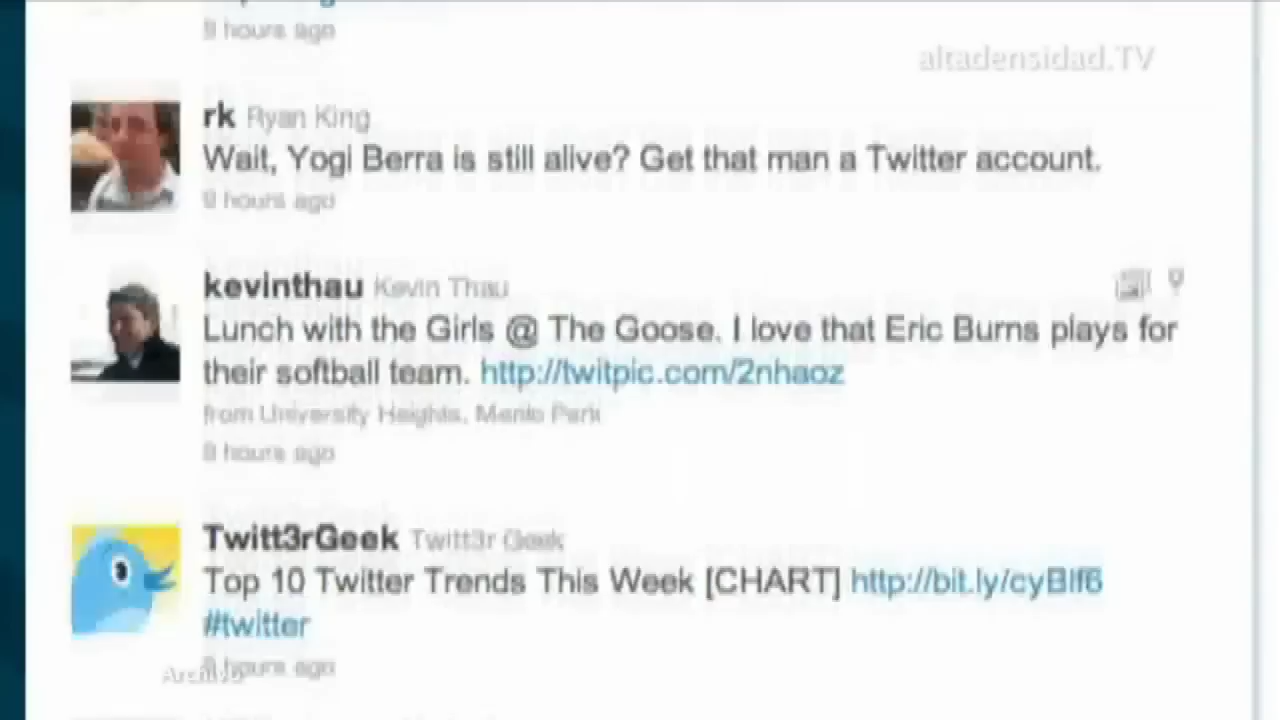 9 hours ago
altadensidad.TV
rk Ryan King
Wait, Yogi Berra is still alive? Get that man a Twitter account.
9 hours ago
kevinthau Kevin Thau
Lunch with the Girls @ The Goose. I love that Eric Burns plays for
their softball team. http://twitpic.com/2nhaoz
from University Heights, Menlo Park
9 hours ago
Twitt3rGeek Twitt3r Geek
Top 10 Twitter Trends This Week [CHART] http://bit.ly/cyBIf6
#twitter
9 hours ago
Archivo